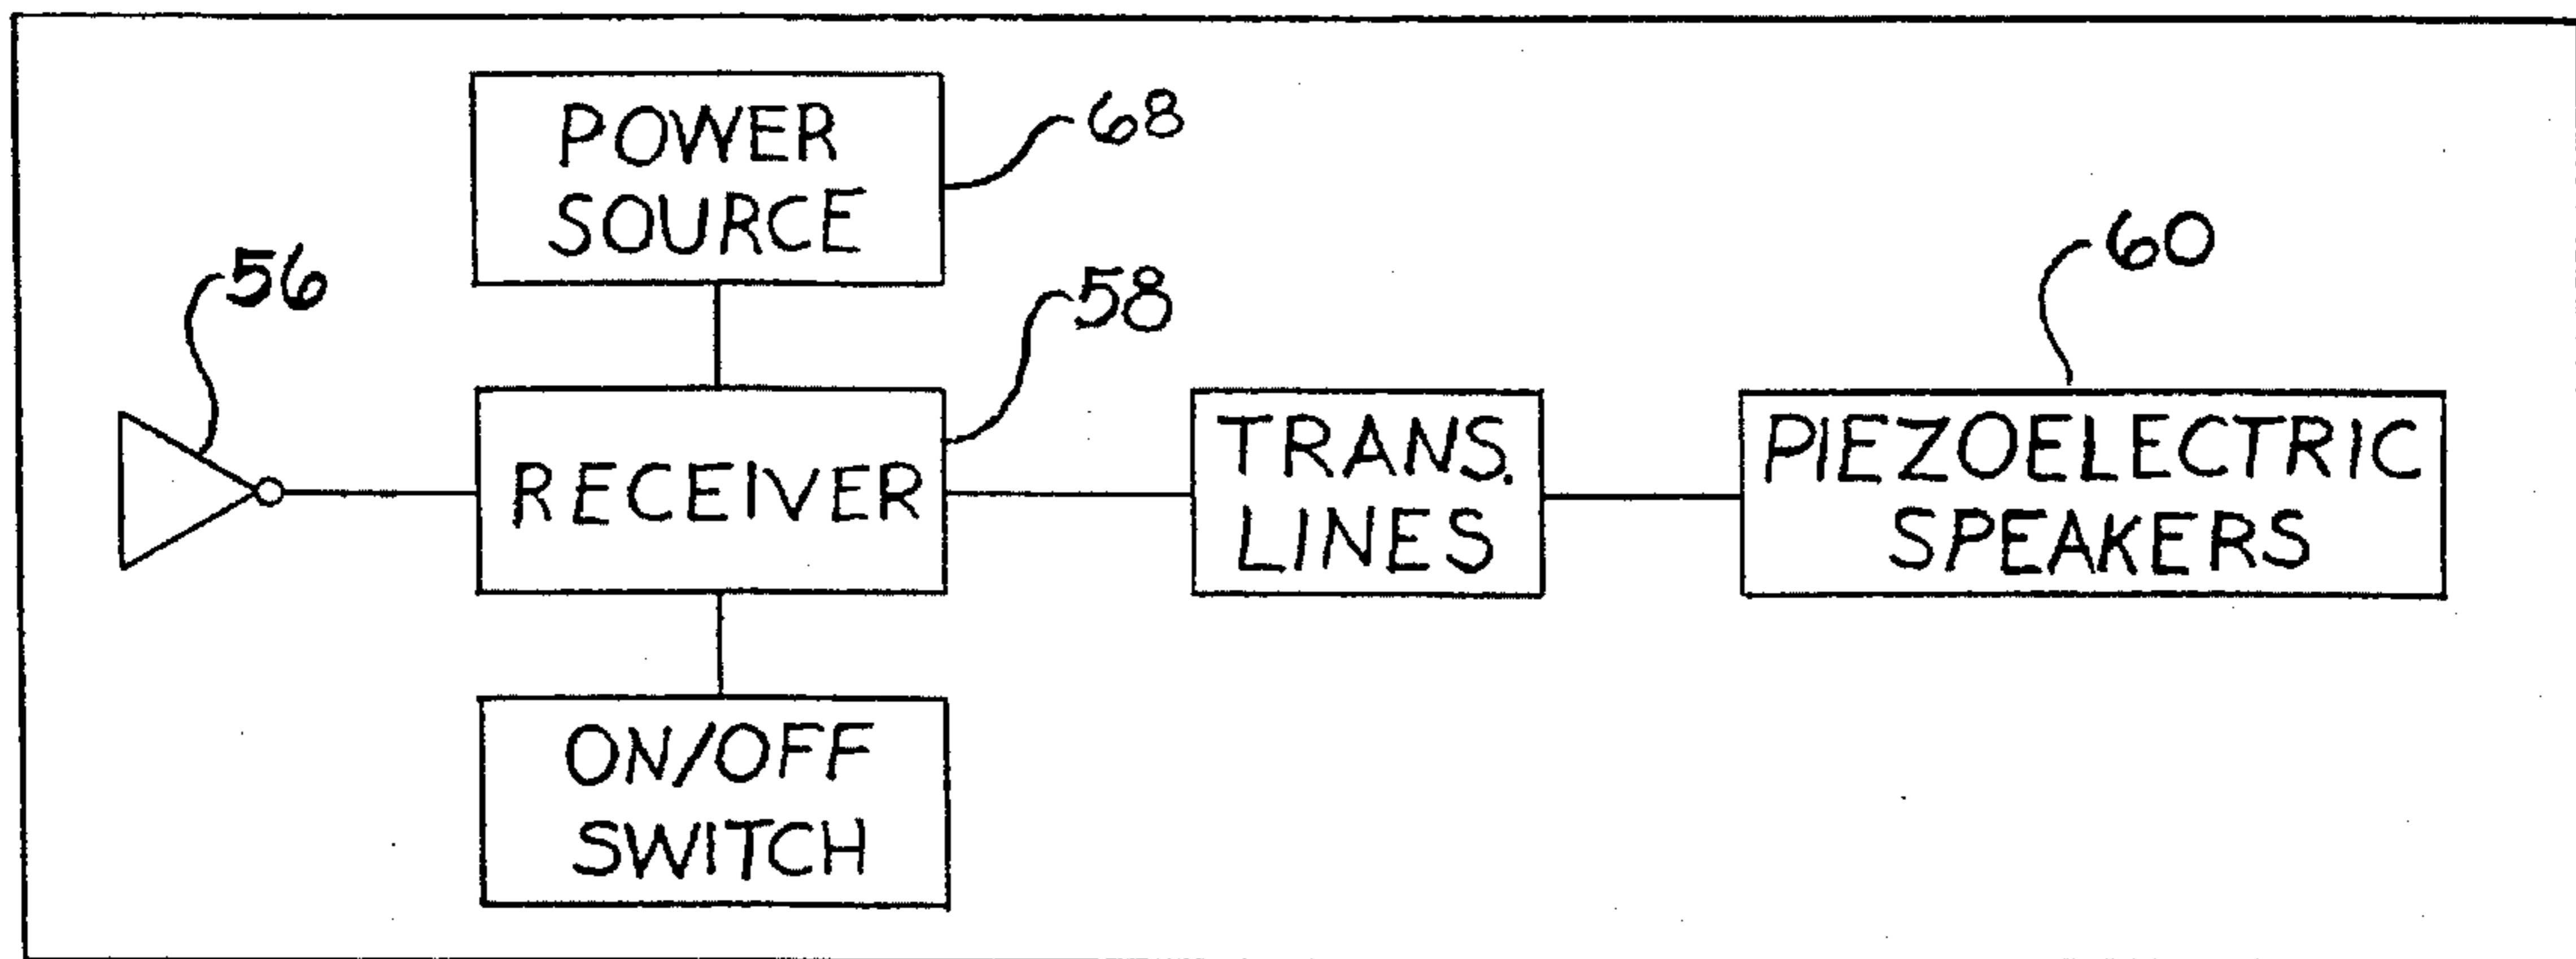 POWER
SOURCE
68
56
58
60
RECEIVER
TRANS.
LINES
PIEZOELECTRIC
SPEAKERS
ON/OFF
SWITCH